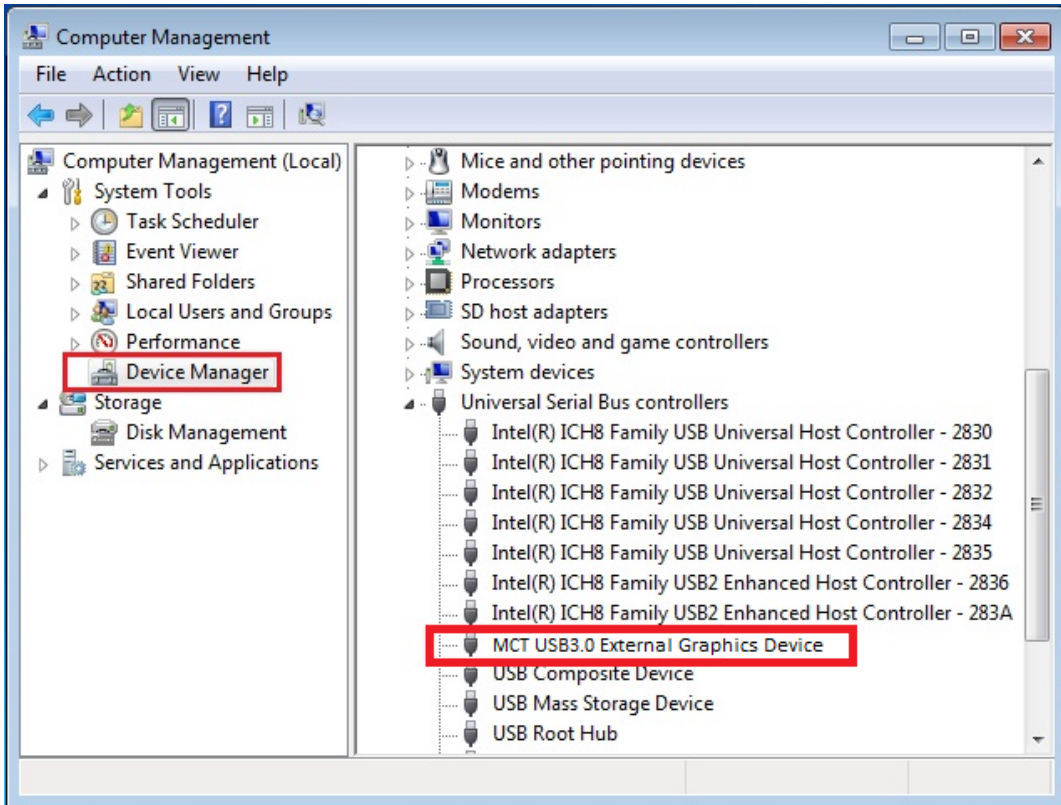 Computer Management
File Action View Help
Computer Management (Local)
System Tools
Task Scheduler
Event Viewer
Shared Folders
Local Users and Groups
Performance
Device Manager
Storage
Disk Management
Services and Applications
Mice and other pointing devices
Modems
Monitors
Network adapters
Processors
SD host adapters
Sound, video and game controllers
System devices
Universal Serial Bus controllers
Intel(R) ICH8 Family USB Universal Host Controller - 2830
Intel(R) ICH8 Family USB Universal Host Controller - 2831
Intel(R) ICH8 Family USB Universal Host Controller - 2832
Intel(R) ICH8 Family USB Universal Host Controller - 2834
Intel(R) ICH8 Family USB Universal Host Controller - 2835
Intel(R) ICH8 Family USB2 Enhanced Host Controller - 2836
Intel(R) ICH8 Family USB2 Enhanced Host Controller - 283A
MCT USB3.0 External Graphics Device
USB Composite Device
USB Mass Storage Device
USB Root Hub